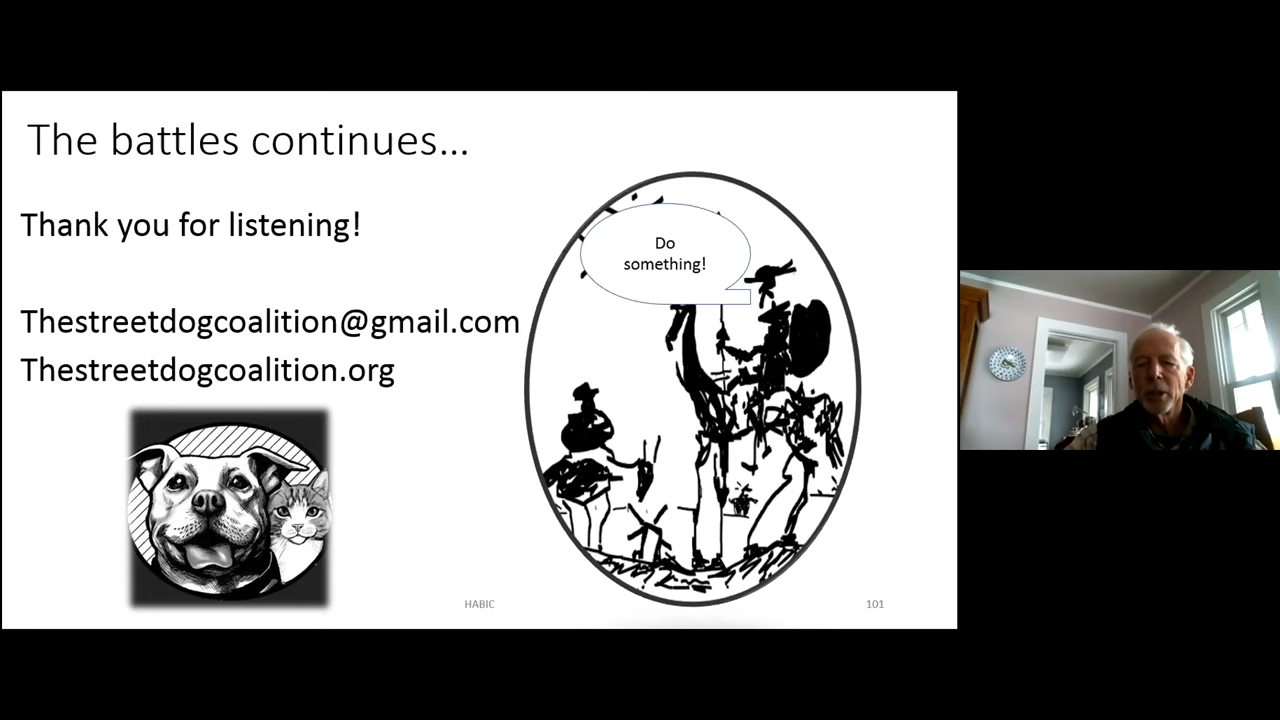 The battles continues...
Thank you for listening!
Thestreetdogcoalition@gmail.com
Thestreetdogcoalition.org
Do
something!
HABIC
101